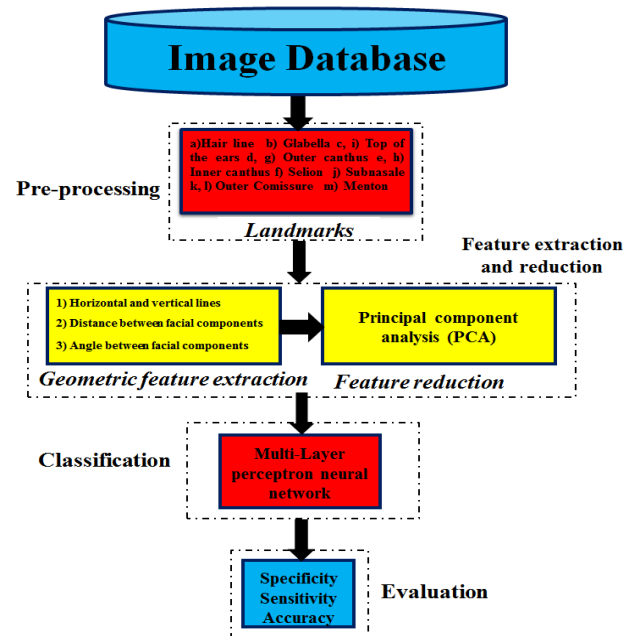 Image Database
a)Hair line b) Glabella c, i) Top of
the ears d, g) Outer canthus e, h)
Inner canthus f) Selion j) Subnasale
k, l) Outer Comissure m) Menton
Pre-processing
Landmarks
Feature extraction
and reduction
1) Horizontal and vertical lines
2) Distance between facial components
3) Angle between facial components
Principal component
analysis (PCA)
Geometric feature extraction
Feature reduction
Classification
Multi-Layer
perceptron neural
network
Specificity
Sensitivity
Accuracy
Evaluation